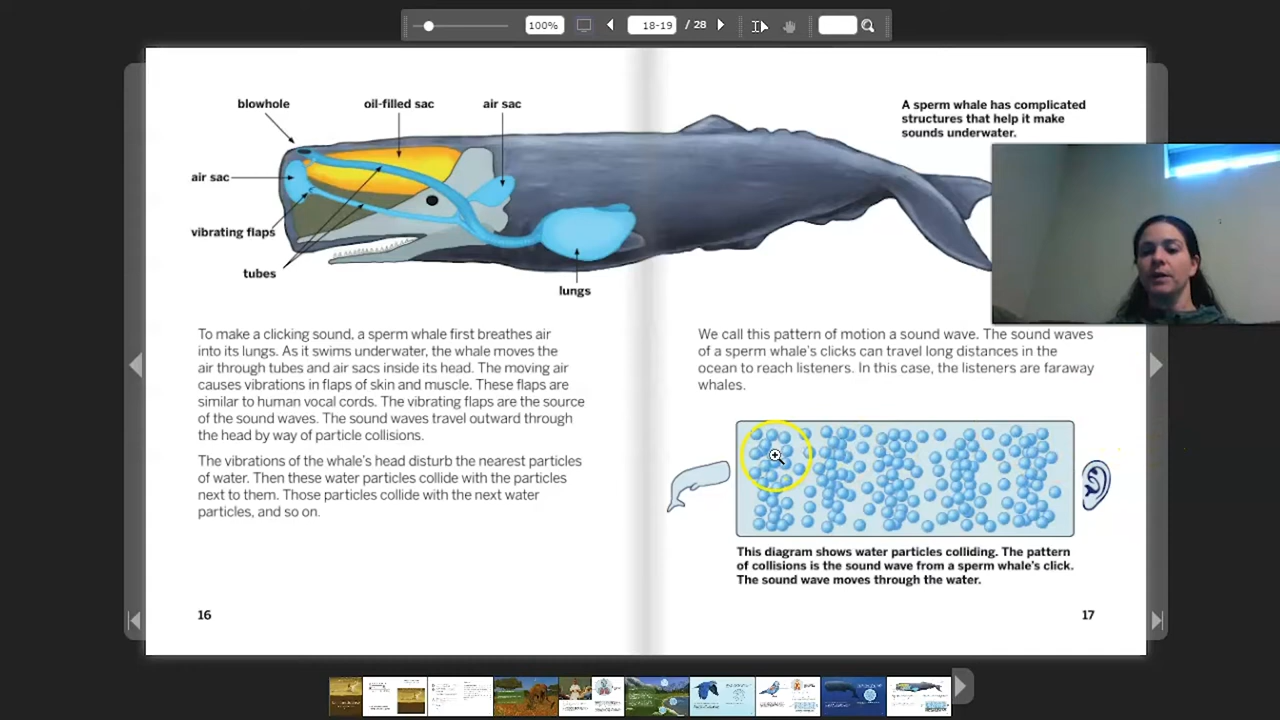 100%
18-19
/ 28
blowhole
oil-filled sac
air sac
air sac
vibrating flaps
tubes
lungs
A sperm whale has complicated
structures that help it make
sounds underwater.
To make a clicking sound, a sperm whale first breathes air
into its lungs. As it swims underwater, the whale moves the
air through tubes and air sacs inside its head. The moving air
causes vibrations in flaps of skin and muscle. These flaps are
similar to human vocal cords. The vibrating flaps are the source
of the sound waves. The sound waves travel outward through
the head by way of particle collisions.
The vibrations of the whale's head disturb the nearest particles
of water. Then these water particles collide with the particles
next to them. Those particles collide with the next water
particles, and so on.
16
We call this pattern of motion a sound wave. The sound waves
of a sperm whale's clicks can travel long distances in the
ocean to reach listeners. In this case, the listeners are faraway
whales.
This diagram shows water particles colliding. The pattern
of collisions is the sound wave from a sperm whale's click.
The sound wave moves through the water.
17